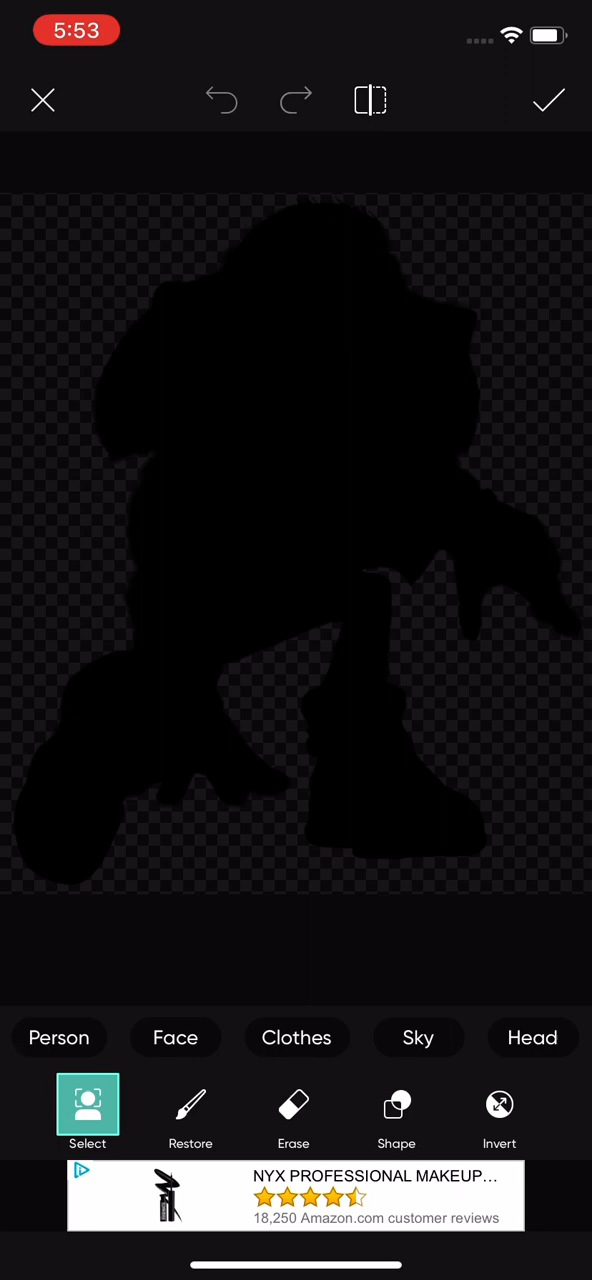 5:53
Person
Face
Clothes
Sky
Head
Select
Restore
Erase
Shape
Invert
NYX PROFESSIONAL MAKEUP...
18,250 Amazon.com customer reviews